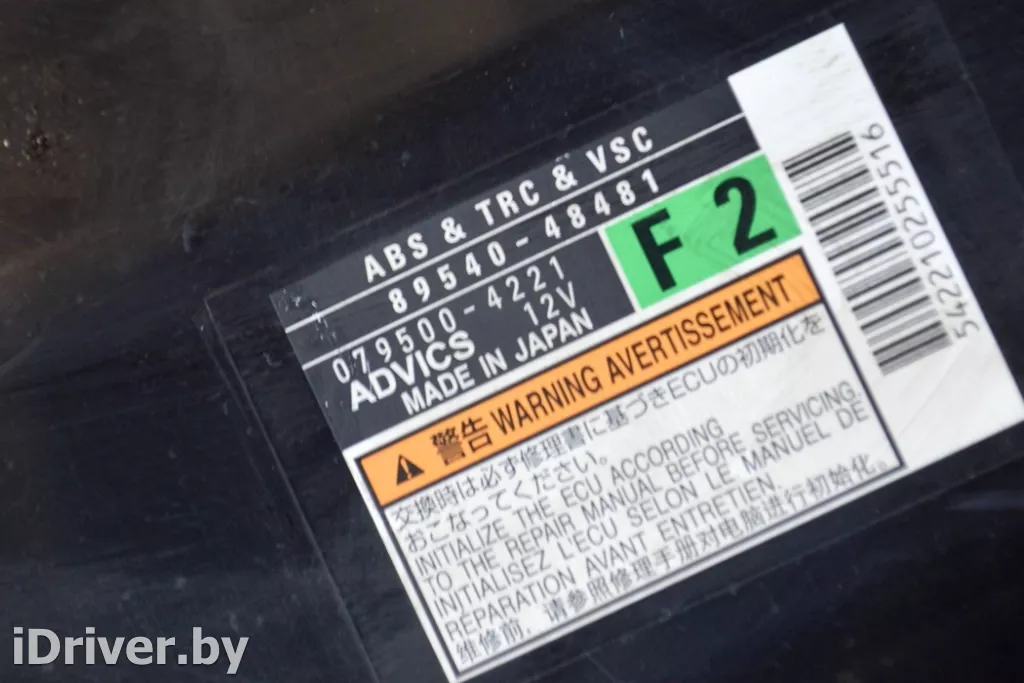 ABS & TRC & VSC
89540-48481
079500-4221
12V
ADVICS
MADE IN JAPAN
F 2
5422210255516
警告 WARNING AVERTISSEMENT
交換時は必ず修理書に基づきECUの初期化を
おこなってください。
INITIALIZE THE ECU ACCORDING
TO THE REPAIR MANUAL BEFORE SERVICING.
INITIALISEZ L'ECU SELON LE MANUEL DE
REPARATION AVANT ENTRETIEN.
维修前，请参照修理手册对电脑进行初始化。
iDriver.by